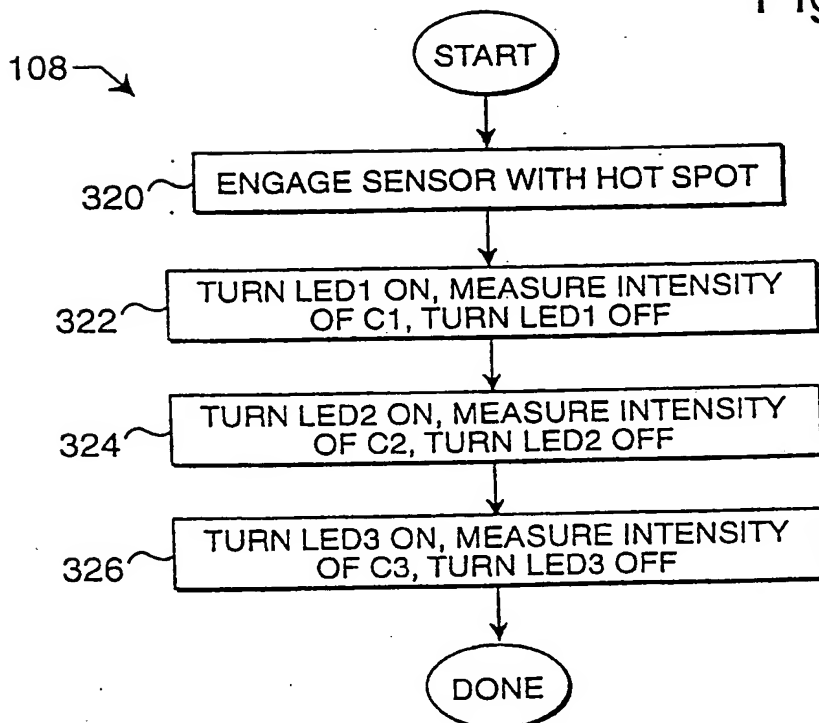 Fig
START
108
ENGAGE SENSOR WITH HOT SPOT
320
TURN LED1 ON, MEASURE INTENSITY
OF C1, TURN LED1 OFF
322
TURN LED2 ON, MEASURE INTENSITY
OF C2, TURN LED2 OFF
324
TURN LED3 ON, MEASURE INTENSITY
OF C3, TURN LED3 OFF
326
DONE